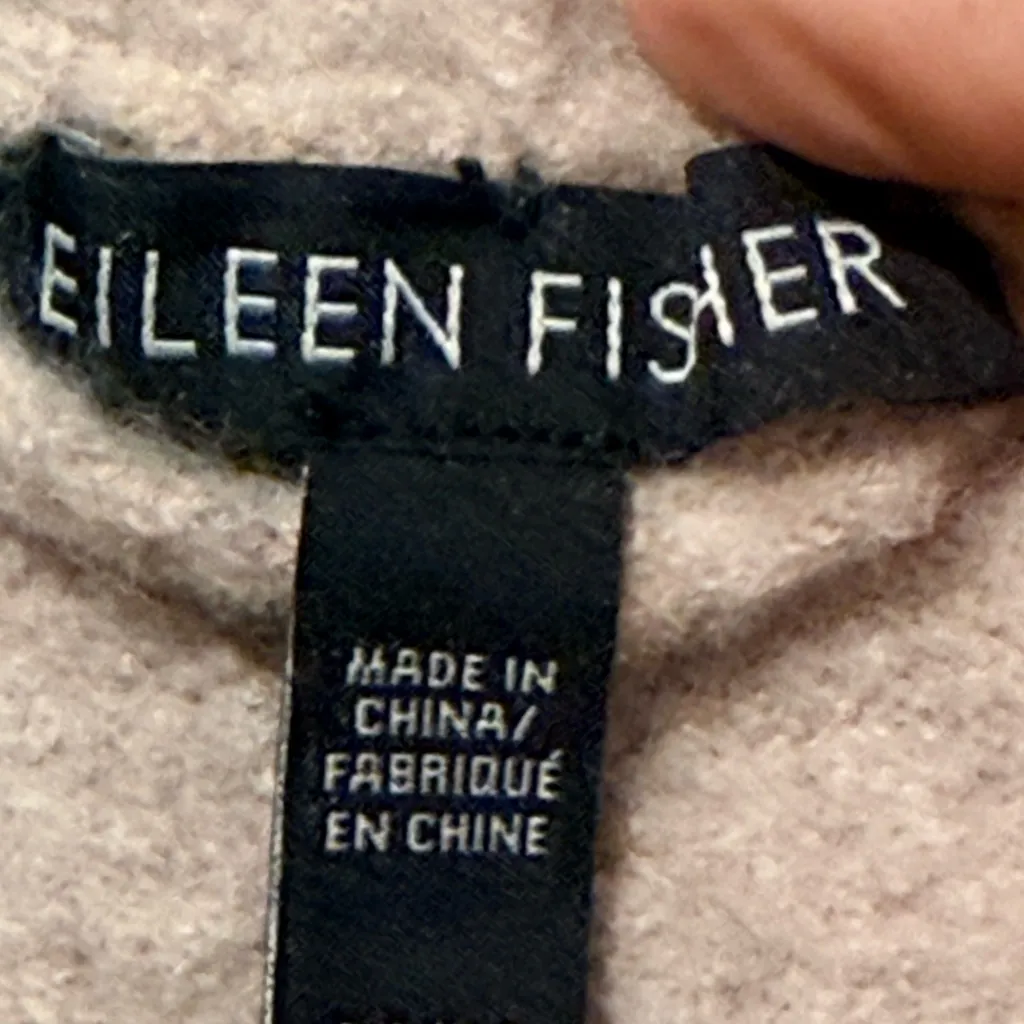 EILEEN FISHER
MADE IN
CHINA/
FABRIQUÉ
EN CHINE